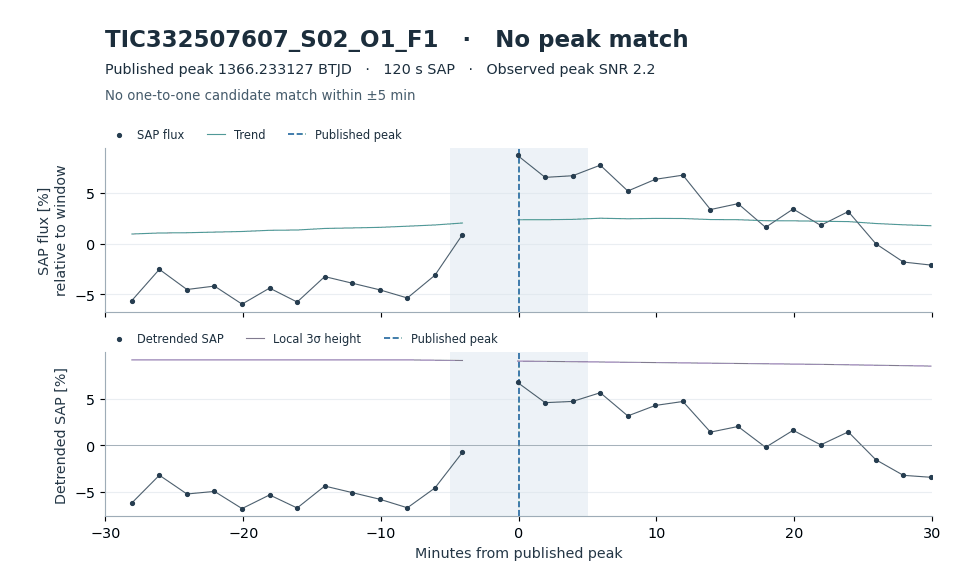 TIC332507607_S02_O1_F1 · No peak match
Published peak 1366.233127 BTJD · 120 s SAP · Observed peak SNR 2.2
No one-to-one candidate match within ±5 min
SAP flux Trend Published peak
SAP flux [%]
relative to window
5
0
−5
Detrended SAP Local 3σ height Published peak
Detrended SAP [%]
5
0
−5
−30 −20 −10 0 10 20 30
Minutes from published peak